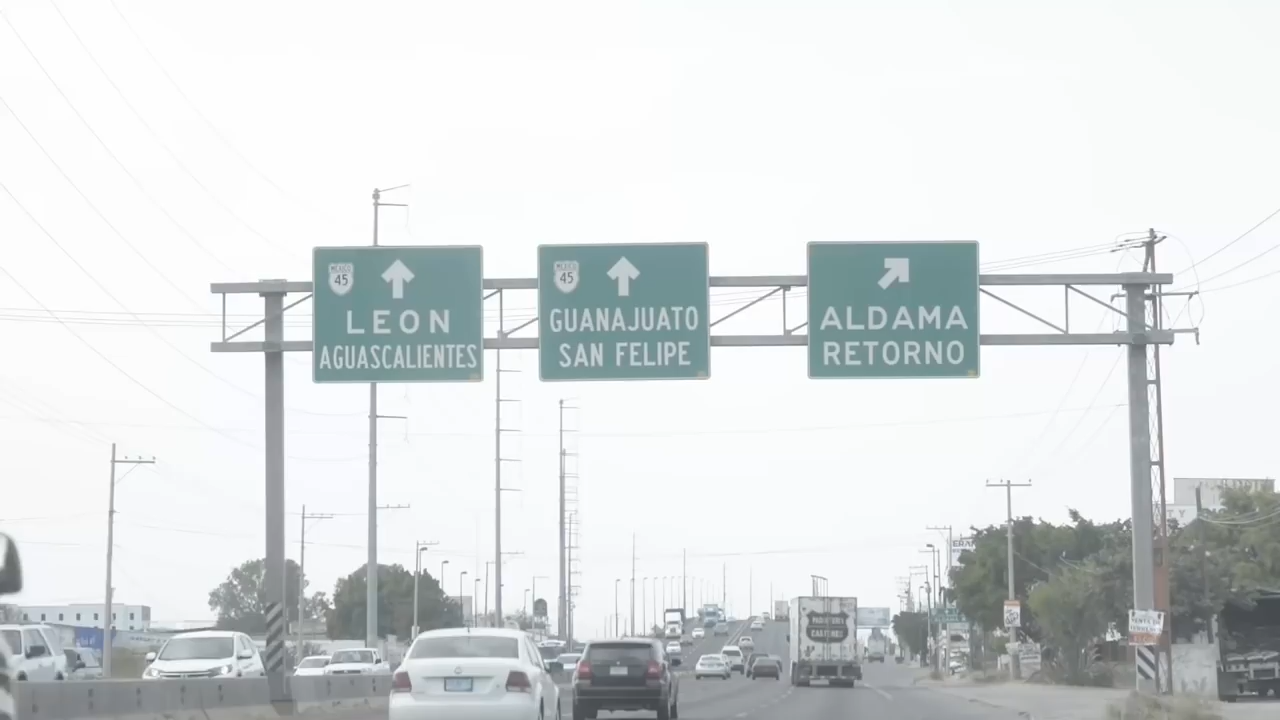 MEXICO
45
LEON
AGUASCALIENTES
MEXICO
45
GUANAJUATO
SAN FELIPE
ALDAMA
RETORNO